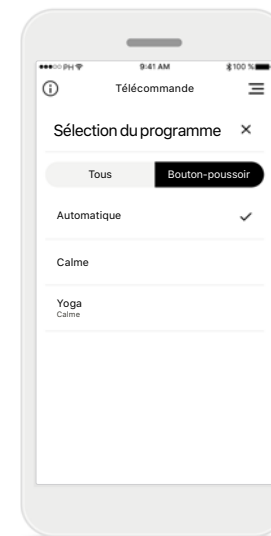 PH 9:41 AM 100 %
Télécommande
Sélection du programme
Tous Bouton-poussoir
Automatique
Calme
Yoga
Calme